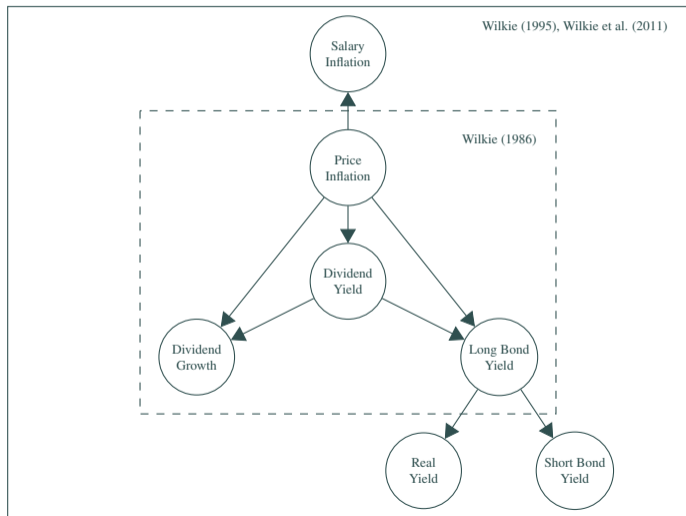 Wilkie (1995), Wilkie et al. (2011)
Salary
Inflation
Wilkie (1986)
Price
Inflation
Dividend
Yield
Dividend
Growth
Long Bond
Yield
Real
Yield
Short Bond
Yield